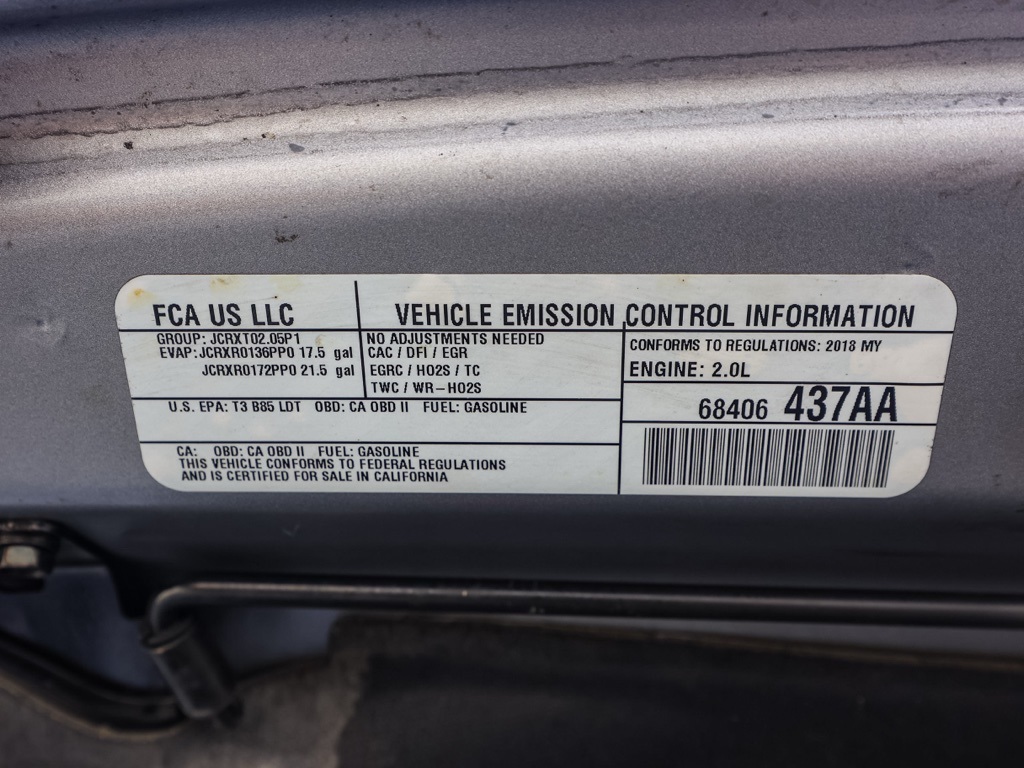 FCA US LLC
VEHICLE EMISSION CONTROL INFORMATION
GROUP: JCRXT02.05P1
EVAP: JCRXR0136PP0 17.5 gal
JCRXR0172PP0 21.5 gal
NO ADJUSTMENTS NEEDED
CAC / DFI / EGR
EGRC / HO2S / TC
TWC / WR-HO2S
CONFORMS TO REGULATIONS: 2018 MY
ENGINE: 2.0L
U.S. EPA: T3 B85 LDT OBD: CA OBD II FUEL: GASOLINE
68406 437AA
CA: OBD: CA OBD II FUEL: GASOLINE
THIS VEHICLE CONFORMS TO FEDERAL REGULATIONS
AND IS CERTIFIED FOR SALE IN CALIFORNIA